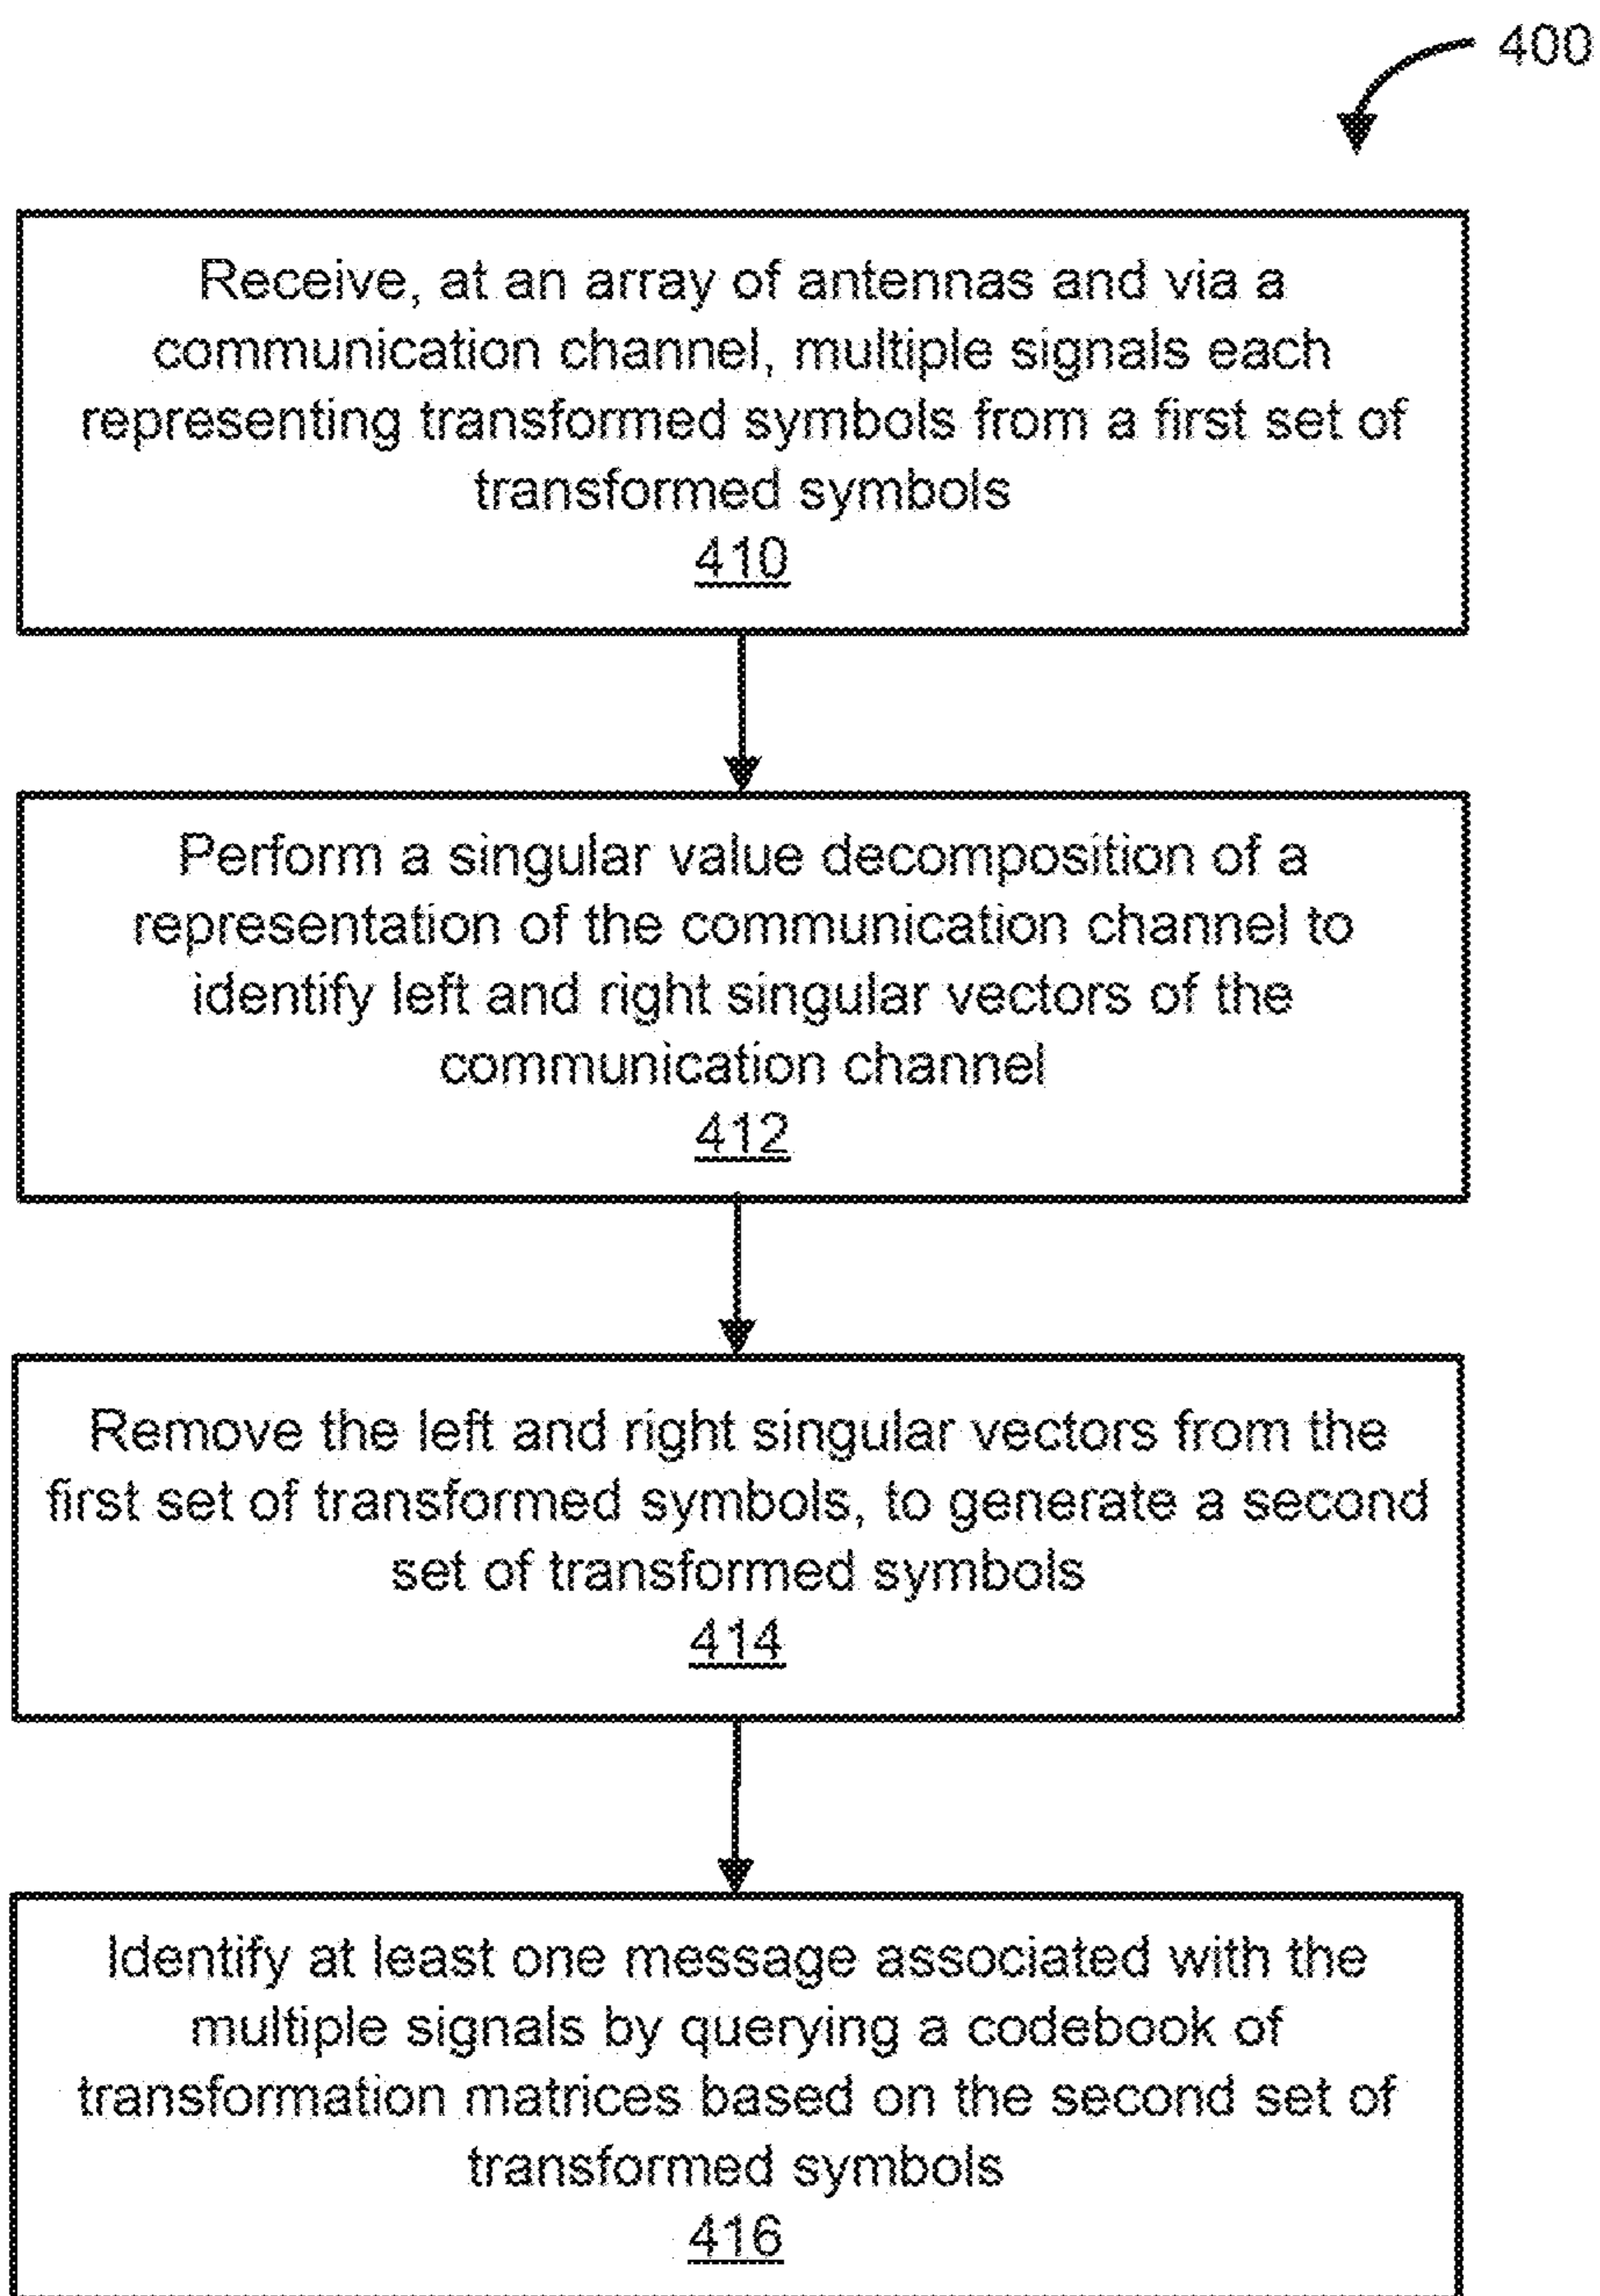 400
Receive, at an array of antennas and via a
communication channel, multiple signals each
representing transformed symbols from a first set of
transformed symbols
410
Perform a singular value decomposition of a
representation of the communication channel to
identify left and right singular vectors of the
communication channel
412
Remove the left and right singular vectors from the
first set of transformed symbols, to generate a second
set of transformed symbols
414
Identify at least one message associated with the
multiple signals by querying a codebook of
transformation matrices based on the second set of
transformed symbols
416